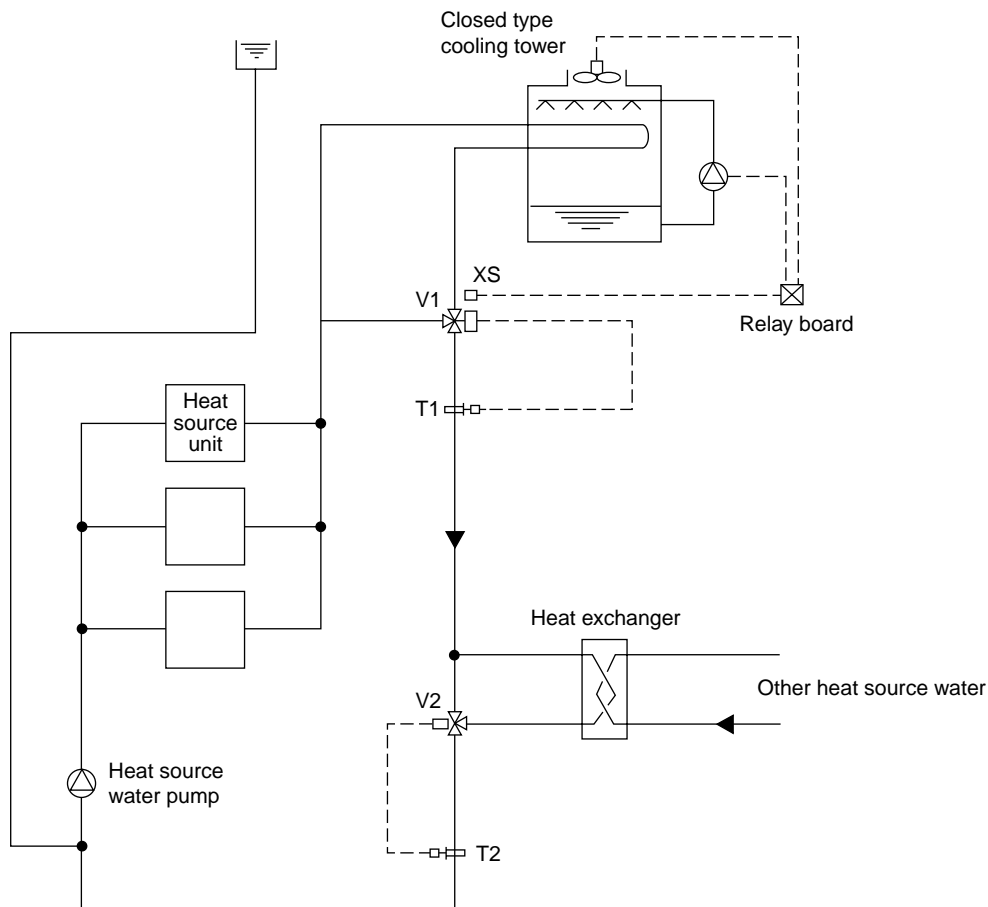 Closed type
cooling tower
XS
V1
Relay board
T1
Heat
source
unit
Heat exchanger
Other heat source water
V2
Heat source
water pump
T2